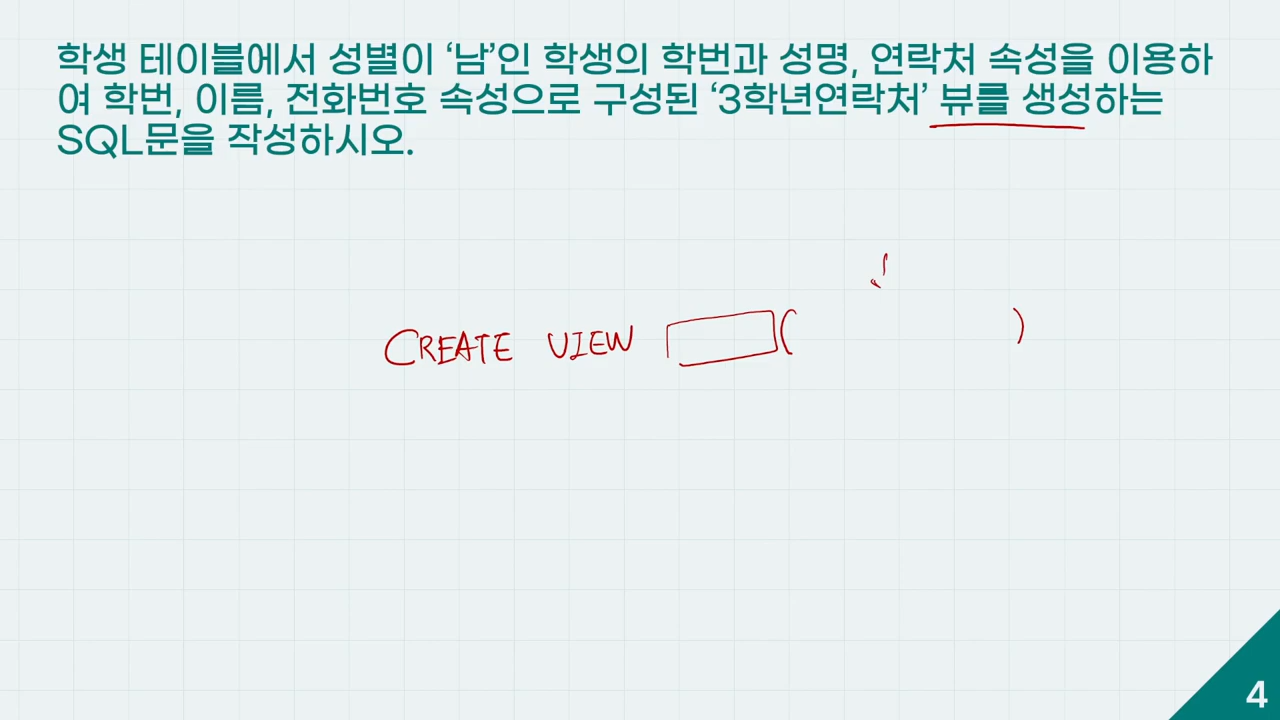 학생 테이블에서 성별이 ‘남’인 학생의 학번과 성명, 연락처 속성을 이용하
여 학번, 이름, 전화번호 속성으로 구성된 ‘3학년연락처’ 뷰를 생성하는
SQL문을 작성하시오.
CREATE VIEW ( )
4